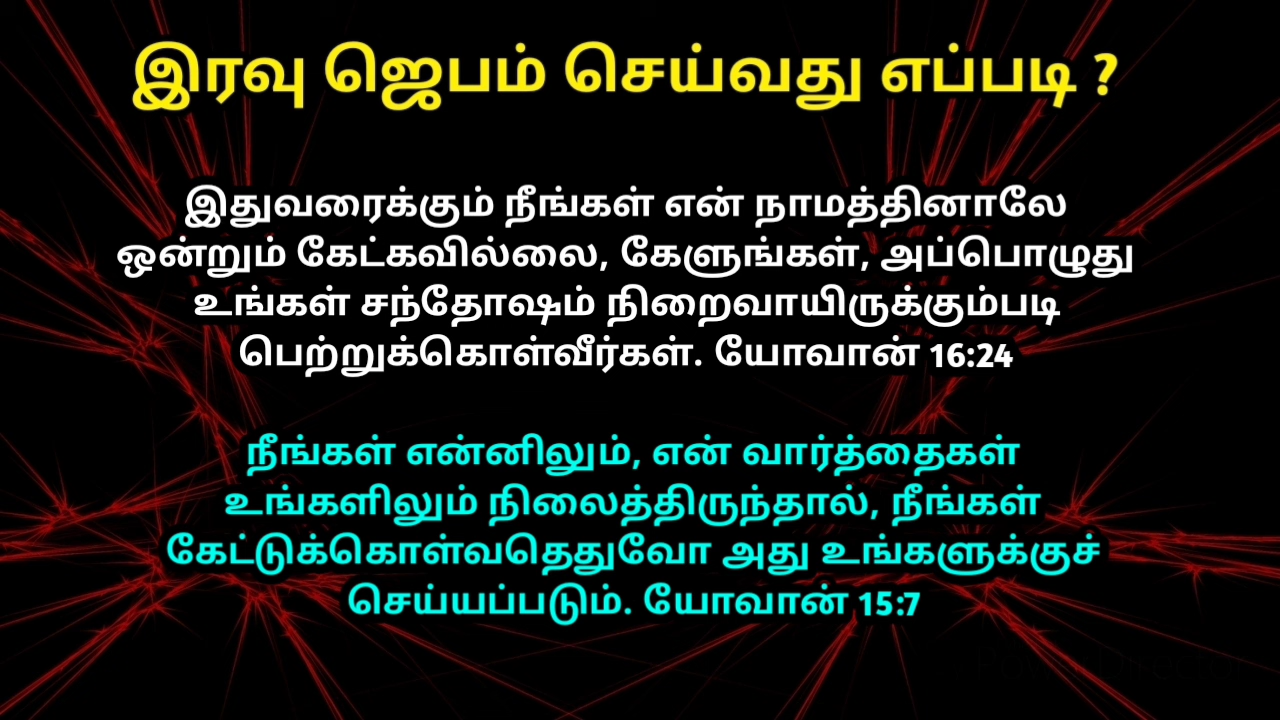 இரவு ஜெபம் செய்வது எப்படி ?
இதுவரைக்கும் நீங்கள் என் நாமத்தினாலே
ஒன்றும் கேட்கவில்லை, கேளுங்கள், அப்பொழுது
உங்கள் சந்தோஷம் நிறைவாயிருக்கும்படி
பெற்றுக்கொள்வீர்கள். யோவான் 16:24
நீங்கள் என்னிலும், என் வார்த்தைகள்
உங்களிலும் நிலைத்திருந்தால், நீங்கள்
கேட்டுக்கொள்வதெதுவோ அது உங்களுக்குச்
செய்யப்படும். யோவான் 15:7